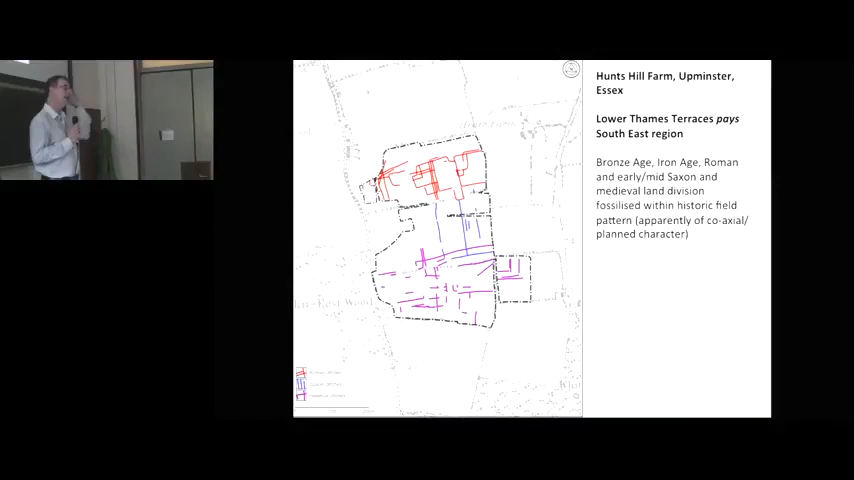 Hunts Hill Farm, Upminster,
Essex
Lower Thames Terraces pays
South East region
Bronze Age, Iron Age, Roman
and early/mid Saxon and
medieval land division
fossilised within historic field
pattern (apparently of co-axial/
planned character)